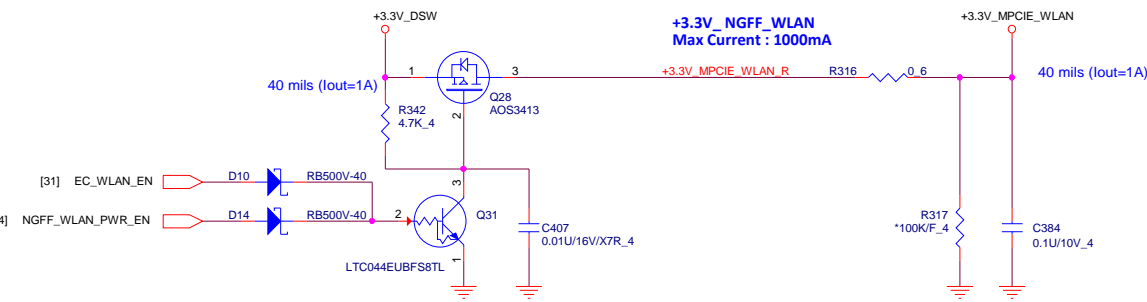 +3.3V_DSW
+3.3V_ NGFF_WLAN
Max Current : 1000mA
+3.3V_MPCIE_WLAN
40 mils (Iout=1A)
1
3
+3.3V_MPCIE_WLAN_R
R316
0_6
40 mils (Iout=1A)
Q28
AOS3413
2
R342
4.7K_4
[31]
EC_WLAN_EN
D10
RB500V-40
3
4]
NGFF_WLAN_PWR_EN
D14
RB500V-40
2
Q31
1
LTC044EUBFS8TL
C407
0.01U/16V/X7R_4
R317
*100K/F_4
C384
0.1U/10V_4